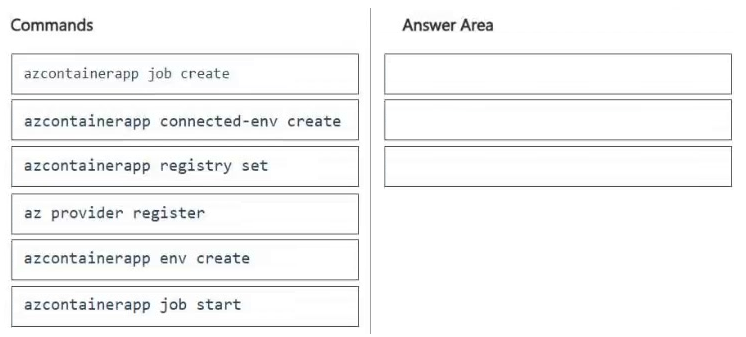 Commands
Answer Area
azcontainerapp job create
azcontainerapp connected-env create
azcontainerapp registry set
az provider register
azcontainerapp env create
azcontainerapp job start